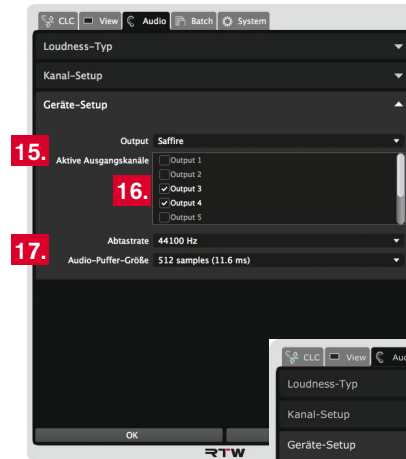 CLC View Audio Batch System
Loudness-Typ
Kanal-Setup
Geräte-Setup
15. Output Saffire
Aktive Ausgangskanäle Output 1
Output 2
16. Output 3
Output 4
Output 5
Abtastrate 44100 Hz
17. Audio-Puffer-Größe 512 samples (11.6 ms)
CLC View Aud
Loudness-Typ
Kanal-Setup
OK
Geräte-Setup
RTW